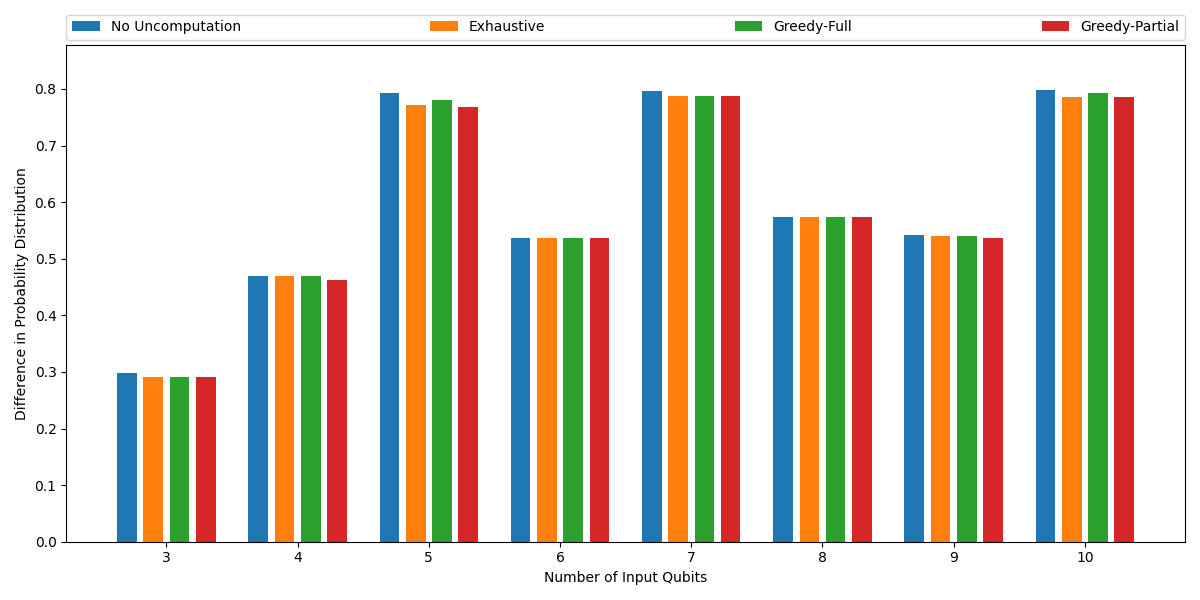 No Uncomputation Exhaustive Greedy-Full Greedy-Partial
Difference in Probability Distribution
0.8
0.7
0.6
0.5
0.4
0.3
0.2
0.1
0.0
3 4 5 6 7 8 9 10
Number of Input Qubits